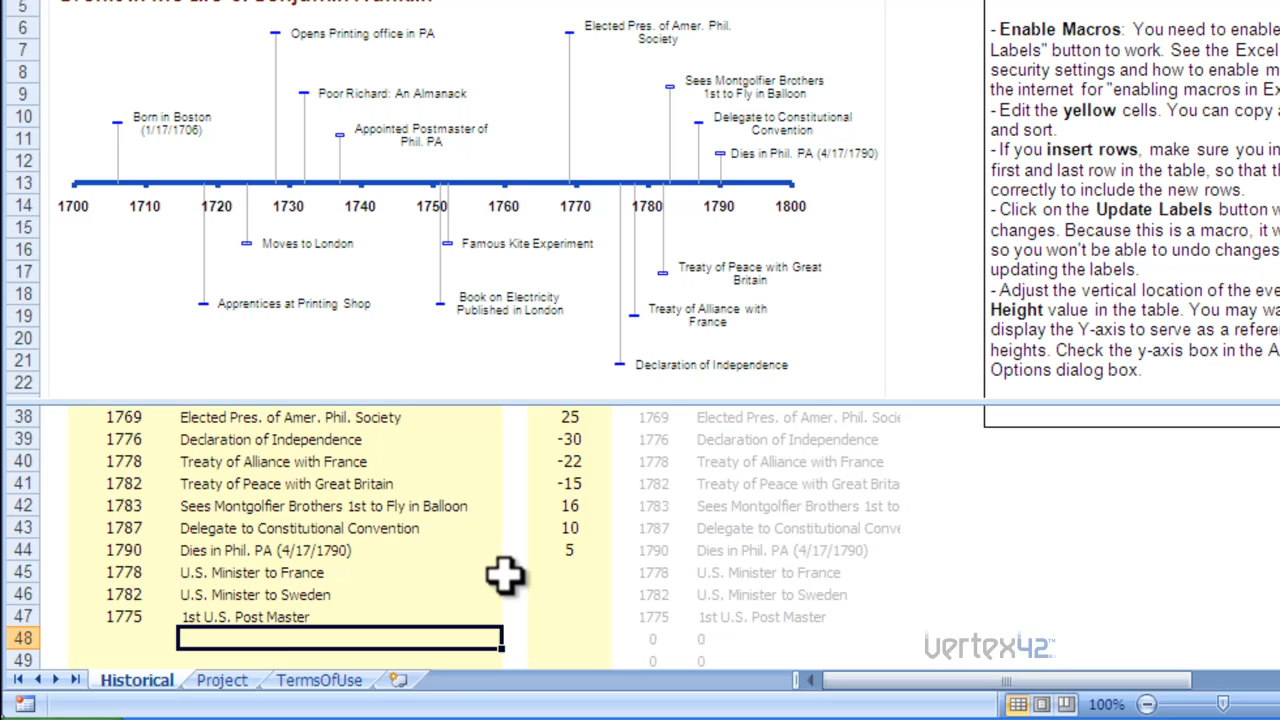 Events in the Life of Benjamin Franklin
5
6
7
8
9
10
11
12
13
14
15
16
17
18
19
20
21
22
Opens Printing office in PA
Elected Pres. of Amer. Phil.
Society
Sees Montgolfier Brothers
1st to Fly in Balloon
Poor Richard: An Almanack
Born in Boston
(1/17/1706)
Delegate to Constitutional
Convention
Appointed Postmaster of
Phil. PA
Dies in Phil. PA (4/17/1790)
1700 1710 1720 1730 1740 1750 1760 1770 1780 1790 1800
Moves to London
Famous Kite Experiment
Treaty of Peace with Great
Britain
Apprentices at Printing Shop
Book on Electricity
Published in London
Treaty of Alliance with
France
Declaration of Independence
- Enable Macros: You need to enable
Labels" button to work. See the Excel
security settings and how to enable m
the internet for "enabling macros in Ex
- Edit the yellow cells. You can copy a
and sort.
- If you insert rows, make sure you in
first and last row in the table, so that th
correctly to include the new rows.
- Click on the Update Labels button w
changes. Because this is a macro, it w
so you won't be able to undo changes
updating the labels.
- Adjust the vertical location of the eve
Height value in the table. You may wa
display the Y-axis to serve as a refere
heights. Check the y-axis box in the A
Options dialog box.
38 1769 Elected Pres. of Amer. Phil. Society 25 1769 Elected Pres. of Amer. Phil. Socie
39 1776 Declaration of Independence -30 1776 Declaration of Independence
40 1778 Treaty of Alliance with France -22 1778 Treaty of Alliance with France
41 1782 Treaty of Peace with Great Britain -15 1782 Treaty of Peace with Great Brita
42 1783 Sees Montgolfier Brothers 1st to Fly in Balloon 16 1783 Sees Montgolfier Brothers 1st to
43 1787 Delegate to Constitutional Convention 10 1787 Delegate to Constitutional Conve
44 1790 Dies in Phil. PA (4/17/1790) 5 1790 Dies in Phil. PA (4/17/1790)
45 1778 U.S. Minister to France 1778 U.S. Minister to France
46 1782 U.S. Minister to Sweden 1782 U.S. Minister to Sweden
47 1775 1st U.S. Post Master 1775 1st U.S. Post Master
48 0 0
49 0 0
vertex42™
Historical Project TermsOfUse
100%